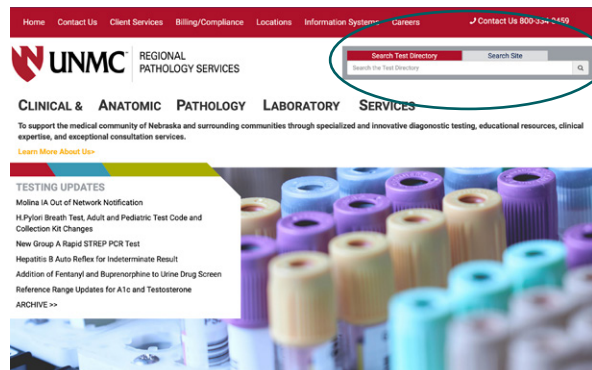 Home Contact Us Client Services Billing/Compliance Locations Information Systems Careers Contact Us 800-334-0459
UNMC REGIONAL
PATHOLOGY SERVICES
Search Test Directory Search Site
Search the Test Directory
CLINICAL & ANATOMIC PATHOLOGY LABORATORY SERVICES
To support the medical community of Nebraska and surrounding communities through specialized and innovative diagonostic testing, educational resources, clinical
expertise, and exceptional consultation services.
Learn More About Us>
TESTING UPDATES
Molina IA Out of Network Notification
H.Pylori Breath Test, Adult and Pediatric Test Code and
Collection Kit Changes
New Group A Rapid STREP PCR Test
Hepatitis B Auto Reflex for Indeterminate Result
Addition of Fentanyl and Buprenorphine to Urine Drug Screen
Reference Range Updates for A1c and Testosterone
ARCHIVE >>